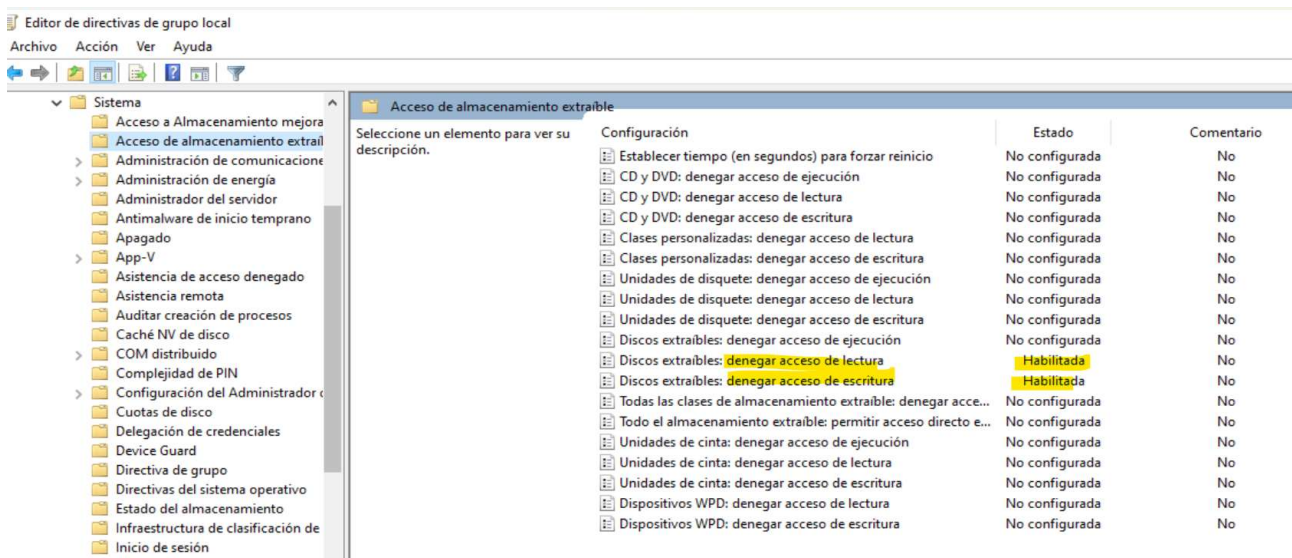 Editor de directivas de grupo local
Archivo Acción Ver Ayuda
Sistema
Acceso a Almacenamiento mejora
Acceso de almacenamiento extraíl
Administración de comunicacione
Administración de energía
Administrador del servidor
Antimalware de inicio temprano
Apagado
App-V
Asistencia de acceso denegado
Asistencia remota
Auditar creación de procesos
Caché NV de disco
COM distribuido
Complejidad de PIN
Configuración del Administrador
Cuotas de disco
Delegación de credenciales
Device Guard
Directiva de grupo
Directivas del sistema operativo
Estado del almacenamiento
Infraestructura de clasificación de
Inicio de sesión
Acceso de almacenamiento extraíble
Seleccione un elemento para ver su
descripción.
Configuración Estado Comentario
Establecer tiempo (en segundos) para forzar reinicio No configurada No
CD y DVD: denegar acceso de ejecución No configurada No
CD y DVD: denegar acceso de lectura No configurada No
CD y DVD: denegar acceso de escritura No configurada No
Clases personalizadas: denegar acceso de lectura No configurada No
Clases personalizadas: denegar acceso de escritura No configurada No
Unidades de disquete: denegar acceso de ejecución No configurada No
Unidades de disquete: denegar acceso de lectura No configurada No
Unidades de disquete: denegar acceso de escritura No configurada No
Discos extraíbles: denegar acceso de ejecución No configurada No
Discos extraíbles: denegar acceso de lectura Habilitada No
Discos extraíbles: denegar acceso de escritura Habilitada No
Todas las clases de almacenamiento extraíble: denegar acce... No configurada No
Todo el almacenamiento extraíble: permitir acceso directo e... No configurada No
Unidades de cinta: denegar acceso de ejecución No configurada No
Unidades de cinta: denegar acceso de lectura No configurada No
Unidades de cinta: denegar acceso de escritura No configurada No
Dispositivos WPD: denegar acceso de lectura No configurada No
Dispositivos WPD: denegar acceso de escritura No configurada No